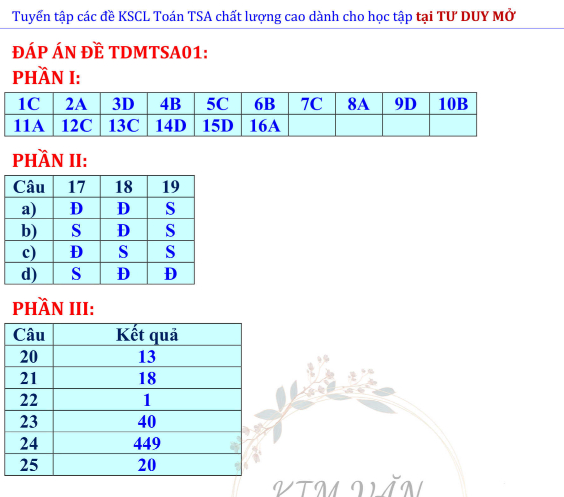 Tuyển tập các đề KSCL Toán TSA chất lượng cao dành cho học tập tại TƯ DUY MỞ
ĐÁP ÁN ĐỀ TDMTSA01:
PHẦN I:
1C 2A 3D 4B 5C 6B 7C 8A 9D 10B
11A 12C 13C 14D 15D 16A
PHẦN II:
Câu 17 18 19
a) Đ Đ S
b) S Đ S
c) Đ S S
d) S Đ Đ
PHẦN III:
Câu Kết quả
20 13
21 18
22 1
23 40
24 449
25 20
KIM VĂN